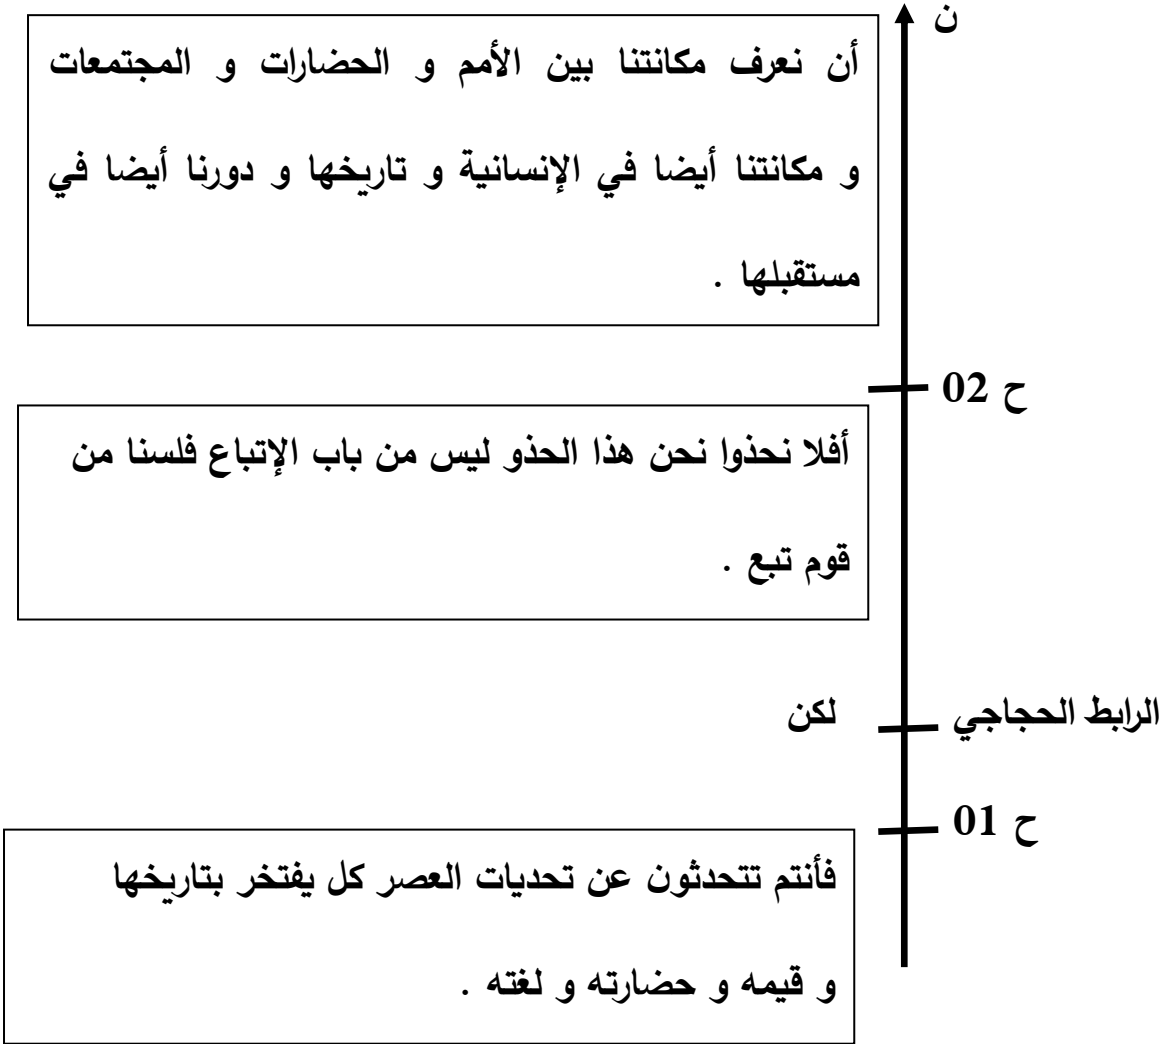 ن
أن نعرف مكانتنا بين الأمم و الحضارات و المجتمعات
و مكانتنا أيضا في الإنسانية و تاريخها و دورنا أيضا في
مستقبلها .
ح 02
أفلا نحذوا نحن هذا الحذو ليس من باب الإتباع فلسنا من
قوم تبع .
الرابط الحجاجي لكن
ح 01
فأنتم تتحدثون عن تحديات العصر كل يفتخر بتاريخها
و قيمه و حضارته و لغته .